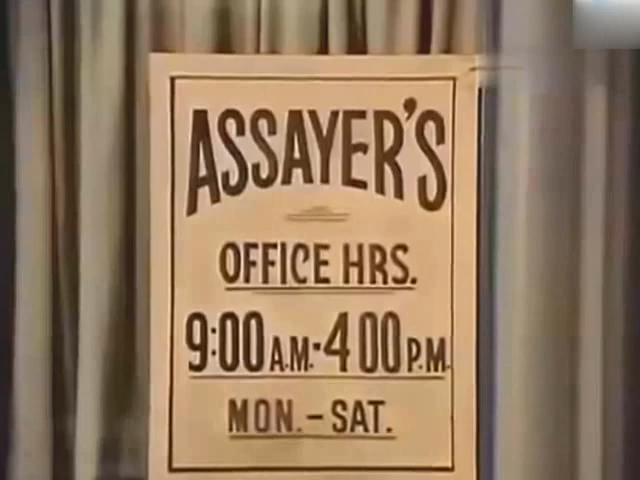 ASSAYER'S
OFFICE HRS.
9:00 A.M.-4 00 P.M.
MON.-SAT.